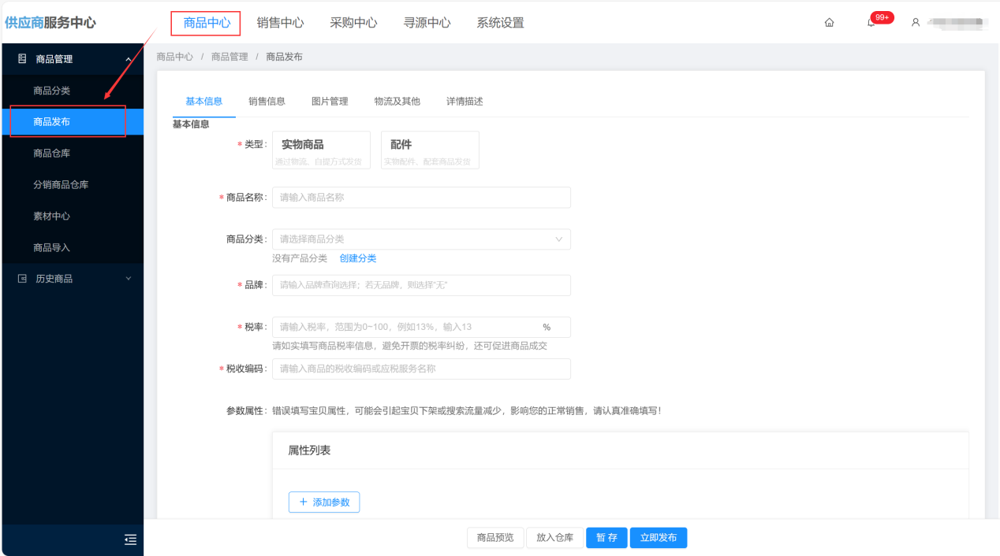 供应商服务中心
商品中心 销售中心 采购中心 寻源中心 系统设置 99+
商品管理
商品分类
商品发布
商品仓库
分销商品仓库
素材中心
商品导入
历史商品
商品中心 / 商品管理 / 商品发布
基本信息 销售信息 图片管理 物流及其他 详情描述
基本信息
* 类型: 实物商品 配件
通过物流、自提方式发货 实物配件、配套商品发货
* 商品名称: 请输入商品名称
商品分类: 请选择商品分类
没有产品分类 创建分类
* 品牌: 请输入品牌查询选择；若无品牌，则选择“无”
* 税率: 请输入税率，范围为0~100，例如13%，输入13 %
请如实填写商品税率信息，避免开票的税率纠纷，还可促进商品成交
* 税收编码: 请输入商品的税收编码或应税服务名称
参数属性: 错误填写宝贝属性，可能会引起宝贝下架或搜索流量减少，影响您的正常销售，请认真准确填写！
属性列表
+ 添加参数
商品预览 放入仓库 暂 存 立即发布